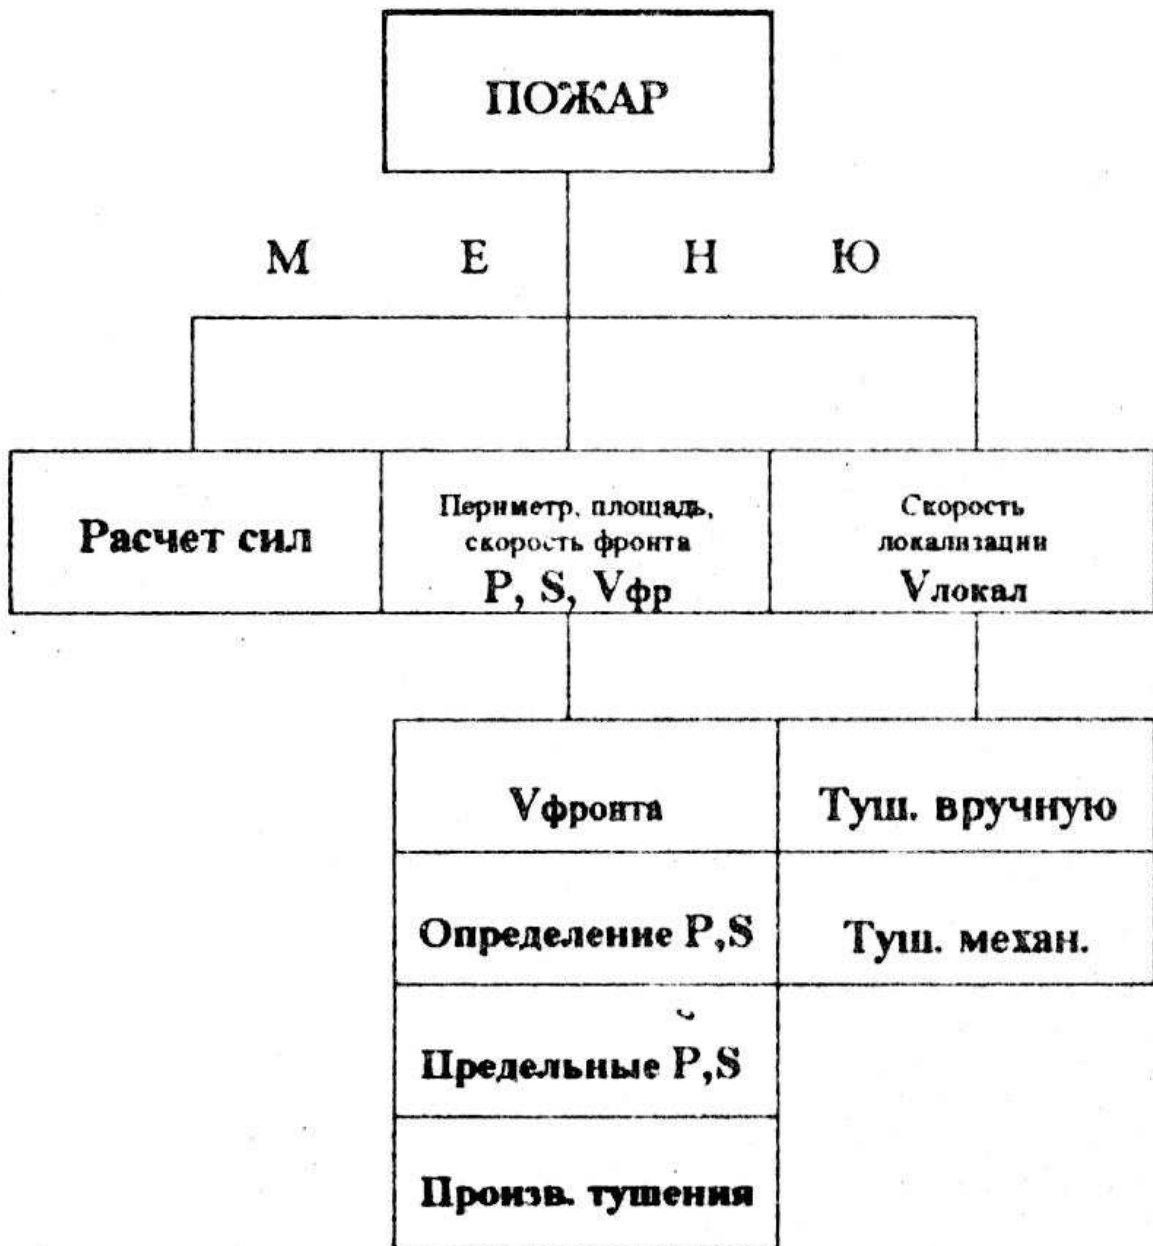 ПОЖАР
М Е Н Ю
Расчет сил
Периметр, площадь,
скорость фронта
P, S, Vфр
Скорость
локализации
Vлокал
Vфронта
Туш. вручную
Определение P,S
Туш. механ.
Предельные P,S
Произв. тушения